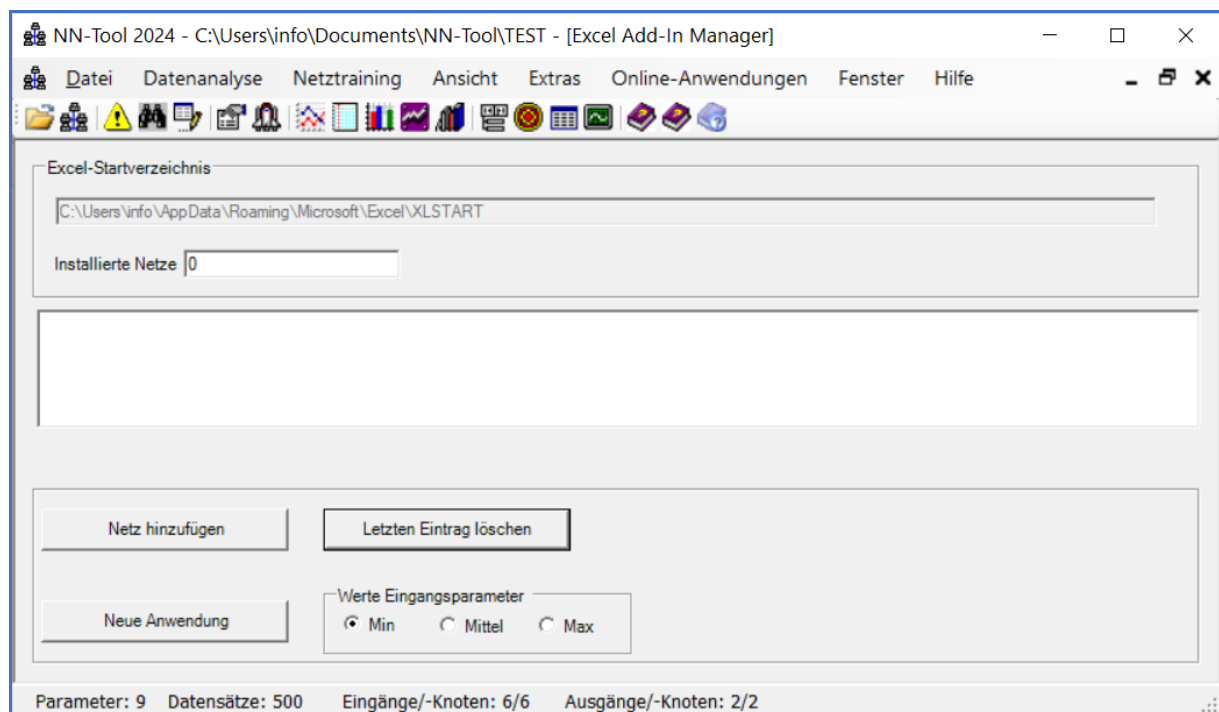 NN-Tool 2024 - C:\Users\info\Documents\NN-Tool\TEST - [Excel Add-In Manager]
Datei Datenanalyse Netztraining Ansicht Extras Online-Anwendungen Fenster Hilfe
Excel-Startverzeichnis
C:\Users\info\AppData\Roaming\Microsoft\Excel\XLSTART
Installierte Netze 0
Netz hinzufügen Letzten Eintrag löschen
Werte Eingangsparameter
Neue Anwendung Min Mittel Max
Parameter: 9 Datensätze: 500 Eingänge/-Knoten: 6/6 Ausgänge/-Knoten: 2/2